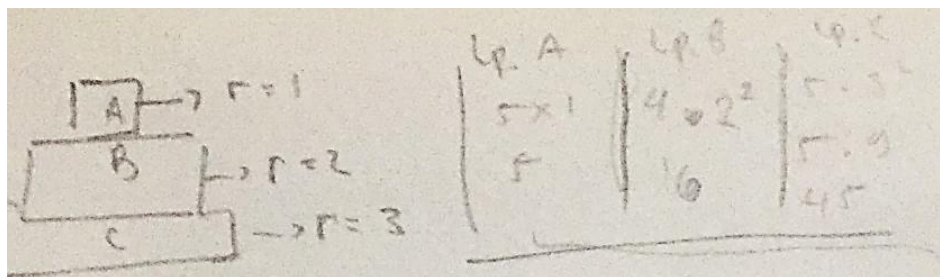 A → r = 1
B → r = 2
C → r = 3
Lp. A
5 x 1
5
Lp. B
4 . 2²
16
Lp. C
5 . 3²
5 . 9
45